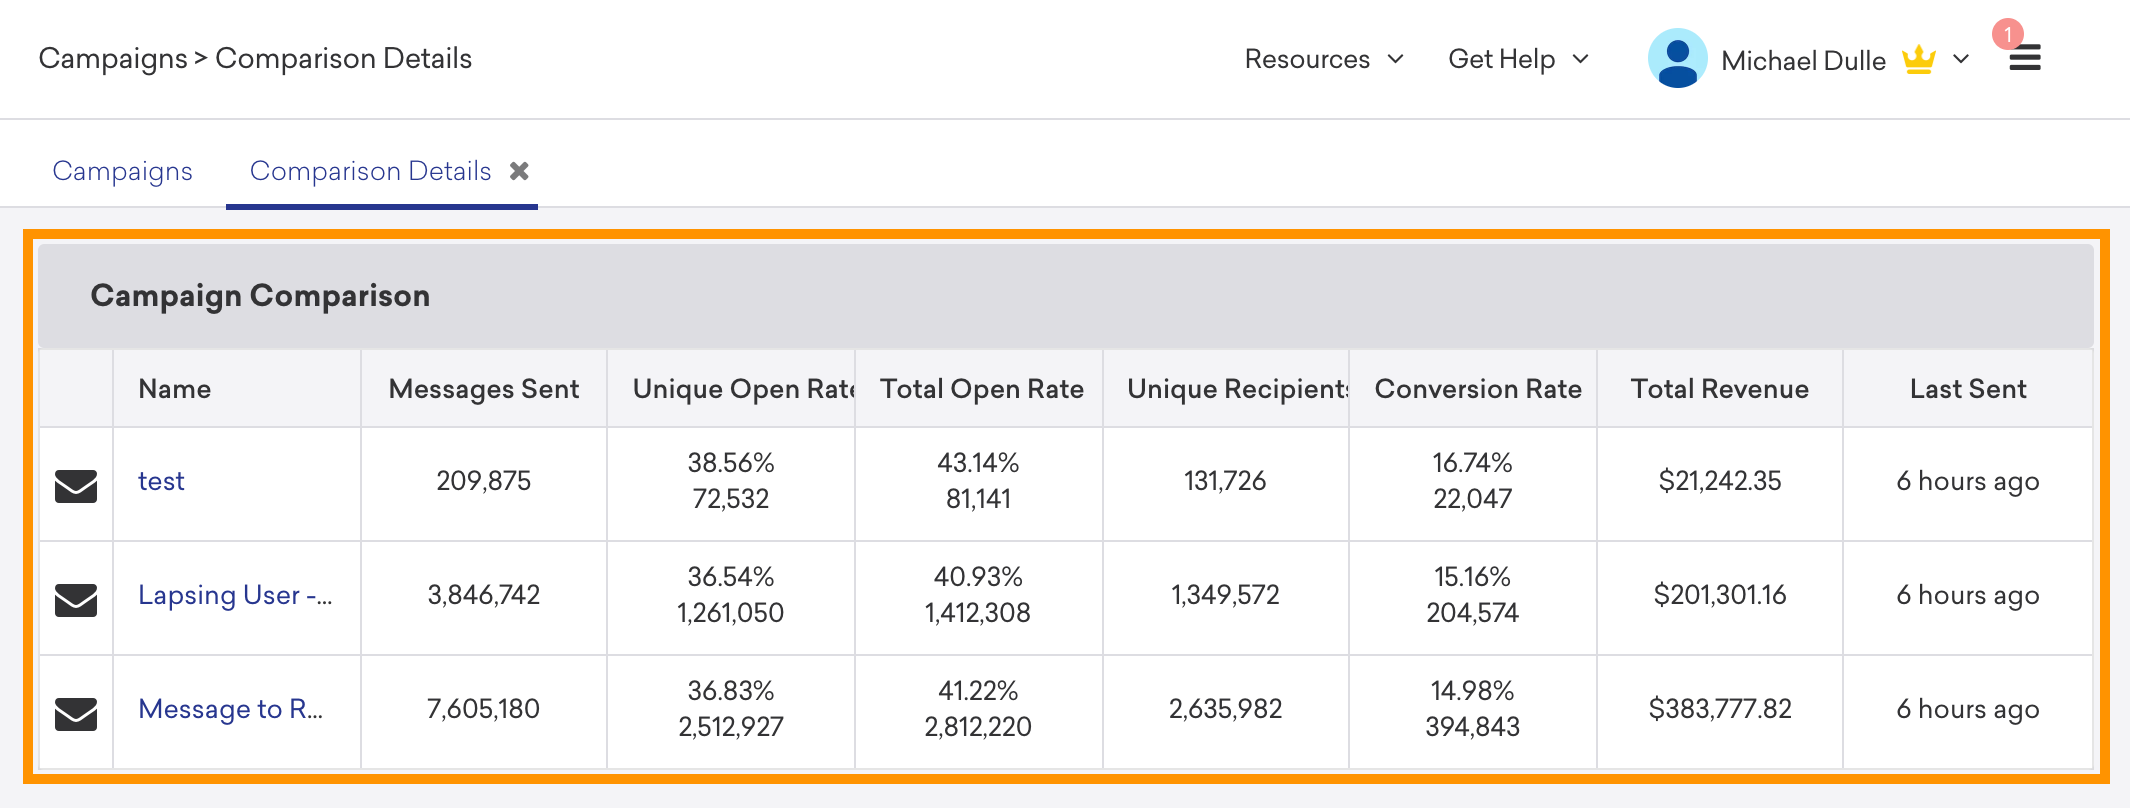 Campaigns > Comparison Details
Resources Get Help Michael Dulle 1
Campaigns Comparison Details
Campaign Comparison
Name Messages Sent Unique Open Rate Total Open Rate Unique Recipients Conversion Rate Total Revenue Last Sent
test 209,875 38.56% 72,532 43.14% 81,141 131,726 16.74% 22,047 $21,242.35 6 hours ago
Lapsing User -... 3,846,742 36.54% 1,261,050 40.93% 1,412,308 1,349,572 15.16% 204,574 $201,301.16 6 hours ago
Message to R... 7,605,180 36.83% 2,512,927 41.22% 2,812,220 2,635,982 14.98% 394,843 $383,777.82 6 hours ago